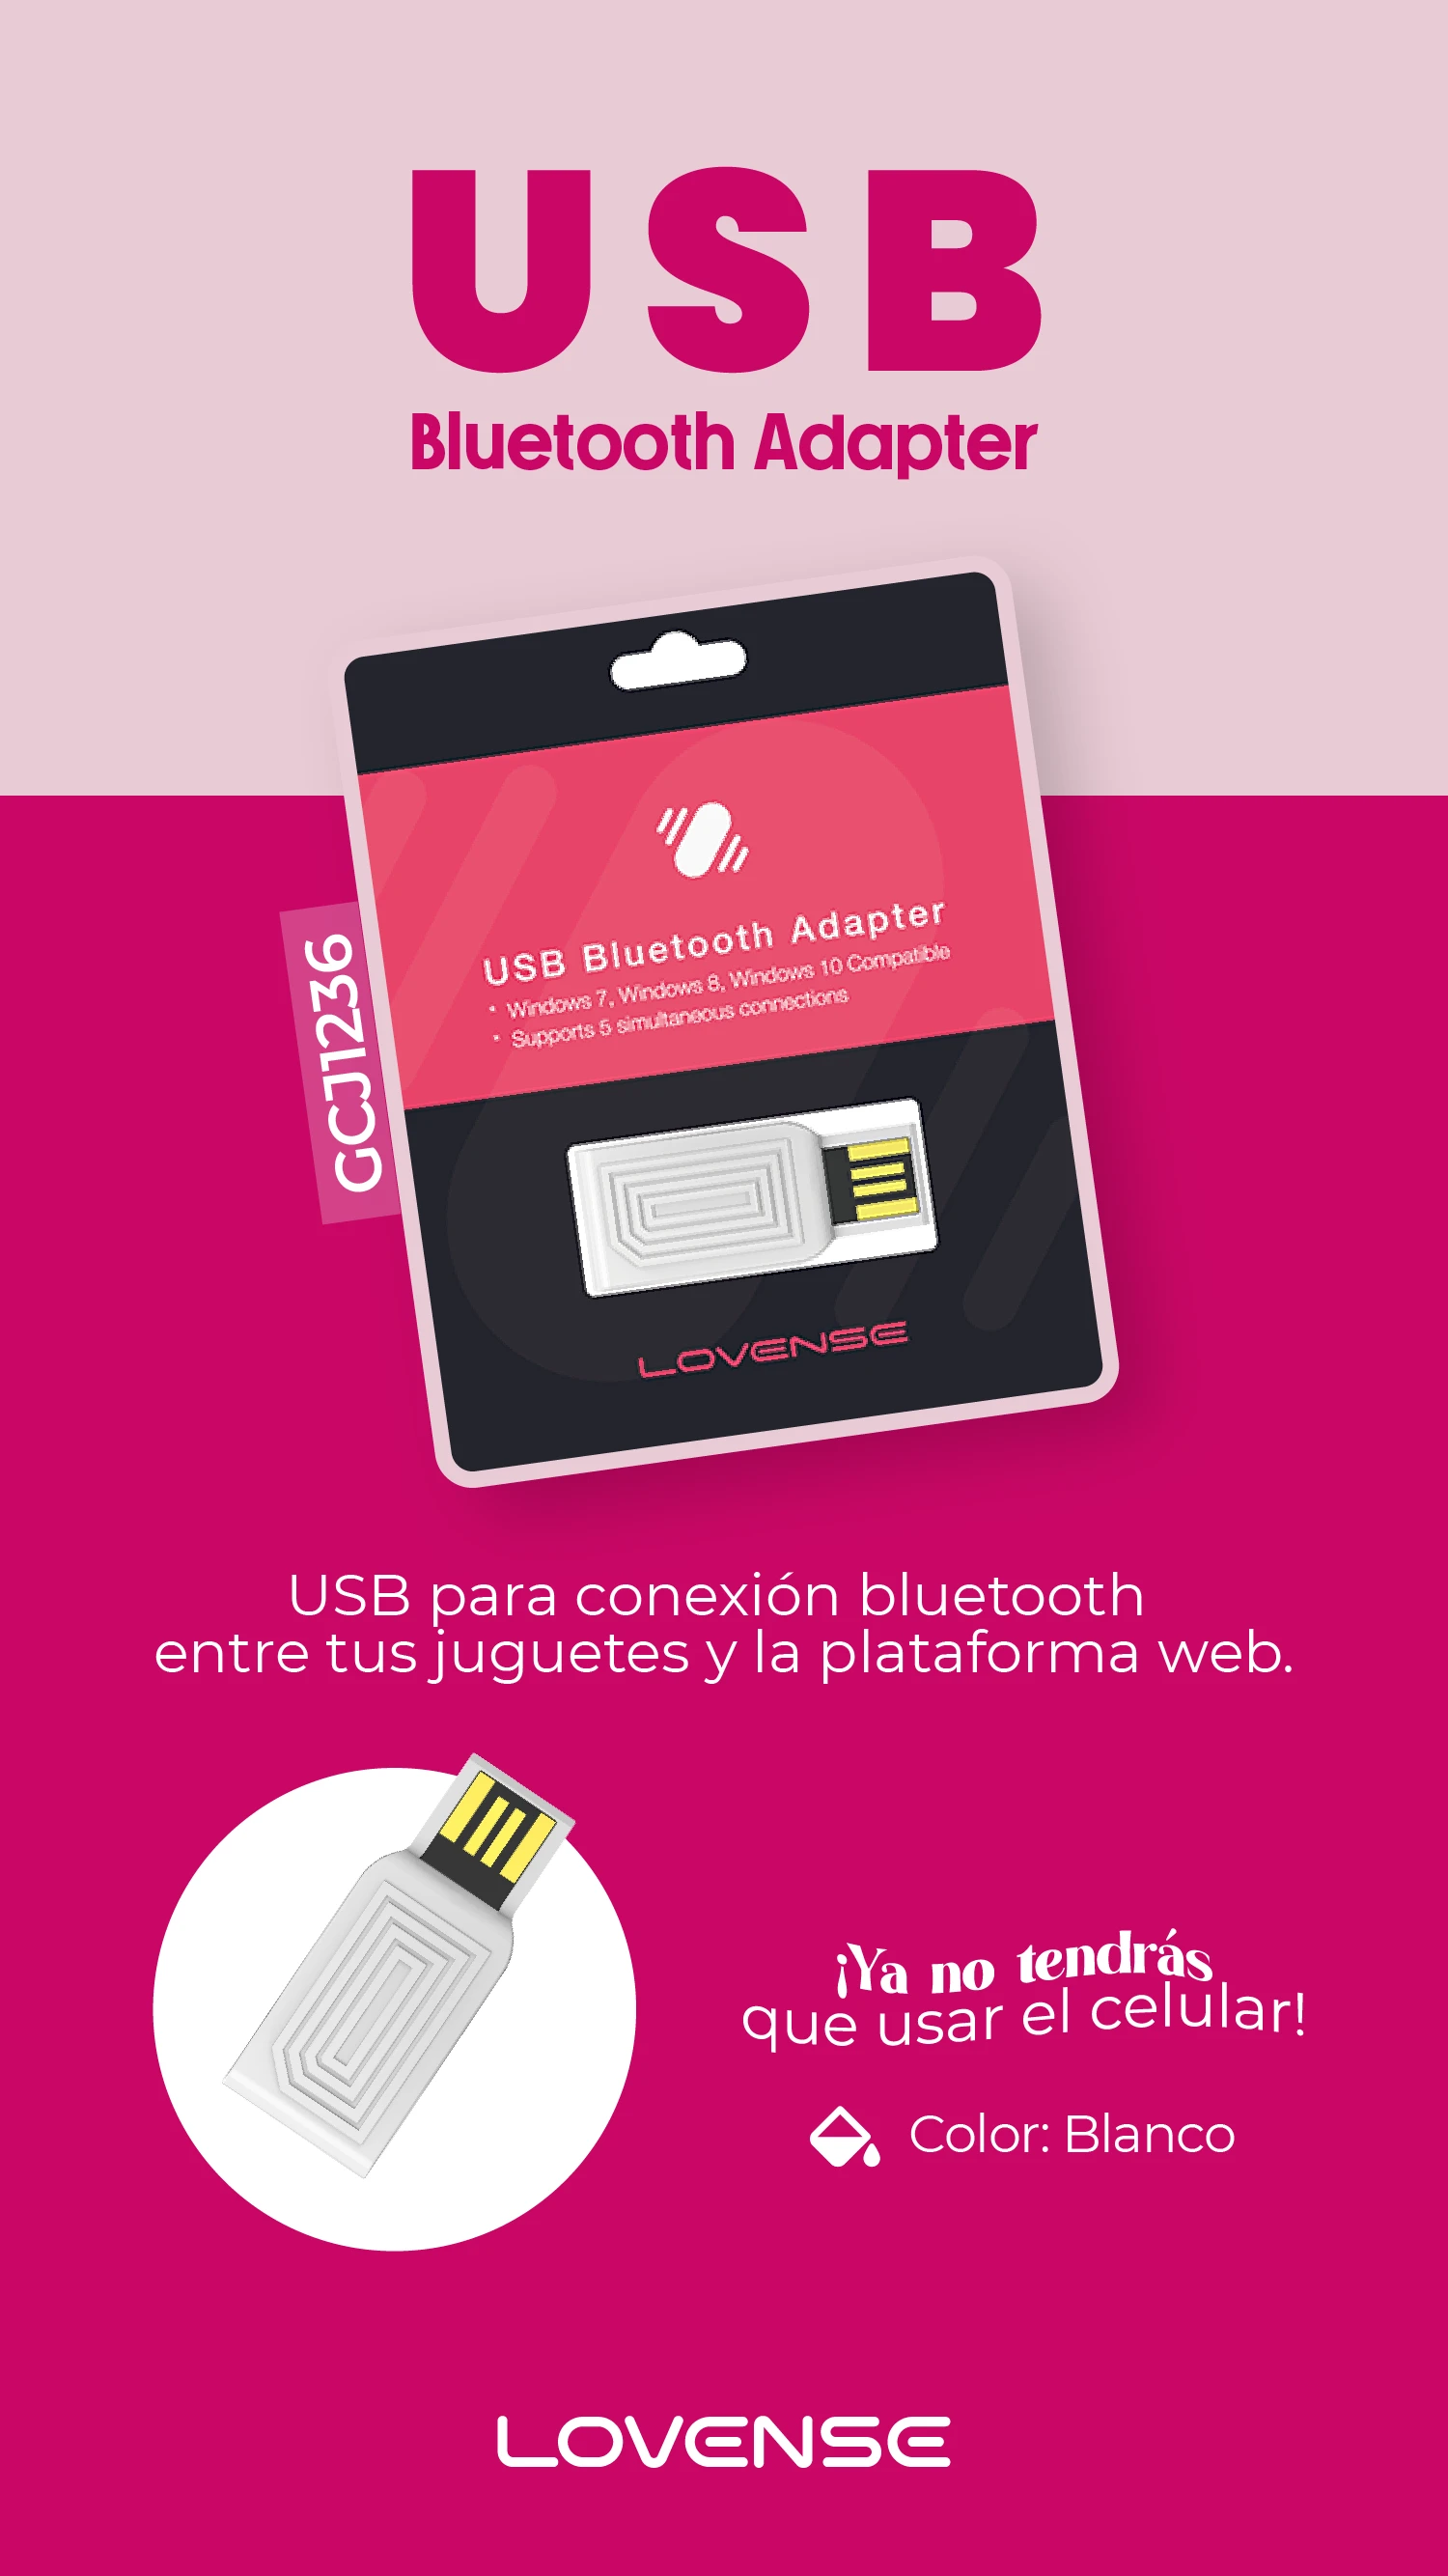 USB
Bluetooth Adapter
USB Bluetooth Adapter
• Windows 7, Windows 8, Windows 10 Compatible
• Supports 5 simultaneous connections
GCJ1236
LOVENSE
USB para conexión bluetooth
entre tus juguetes y la plataforma web.
¡Ya no tendrás
que usar el celular!
Color: Blanco
LOVENSE